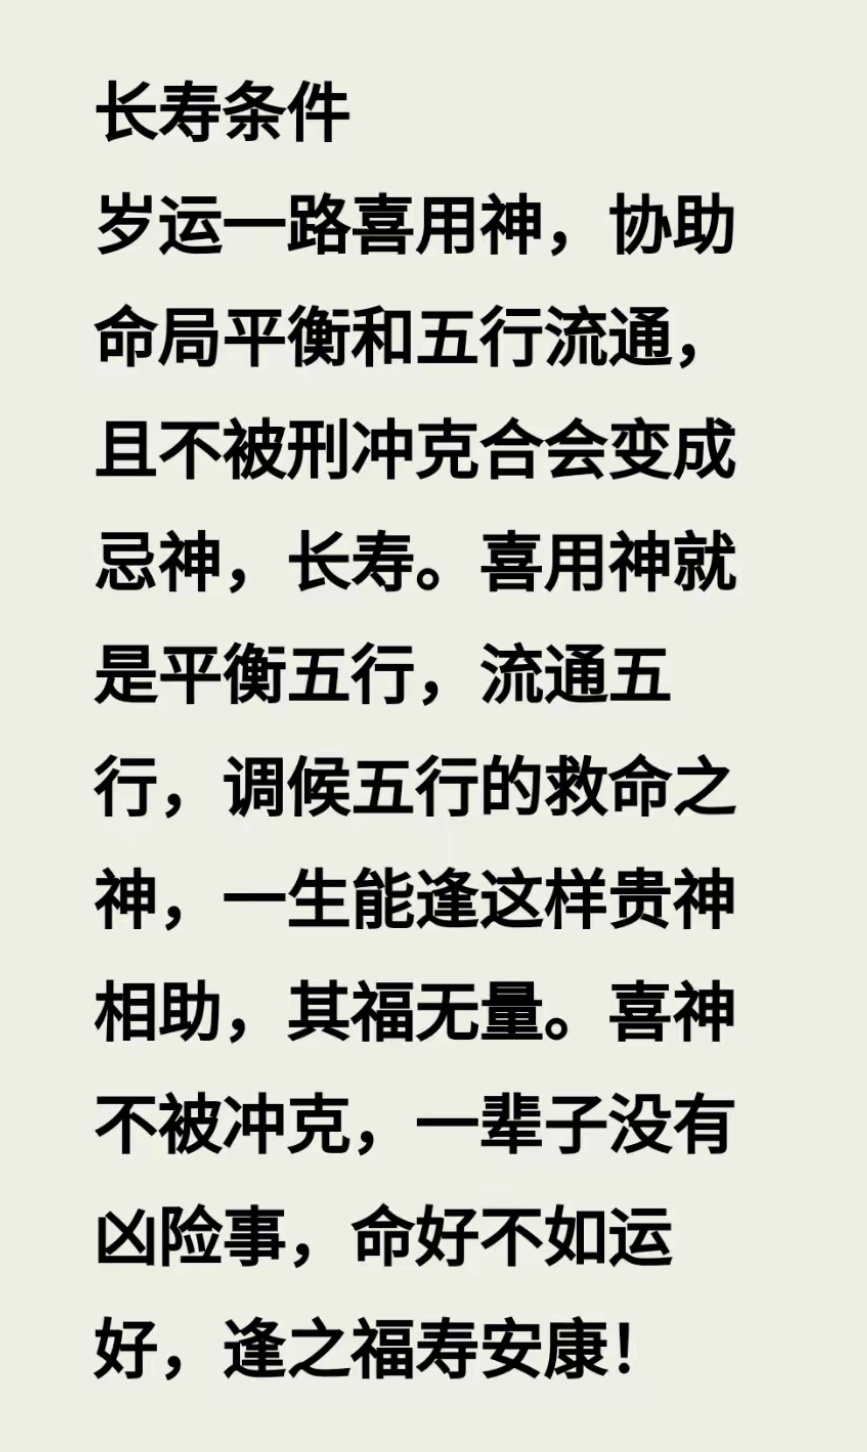 长寿条件
岁运一路喜用神，协助
命局平衡和五行流通，
且不被刑冲克合会变成
忌神，长寿。喜用神就
是平衡五行，流通五
行，调候五行的救命之
神，一生能逢这样贵神
相助，其福无量。喜神
不被冲克，一辈子没有
凶险事，命好不如运
好，逢之福寿安康！